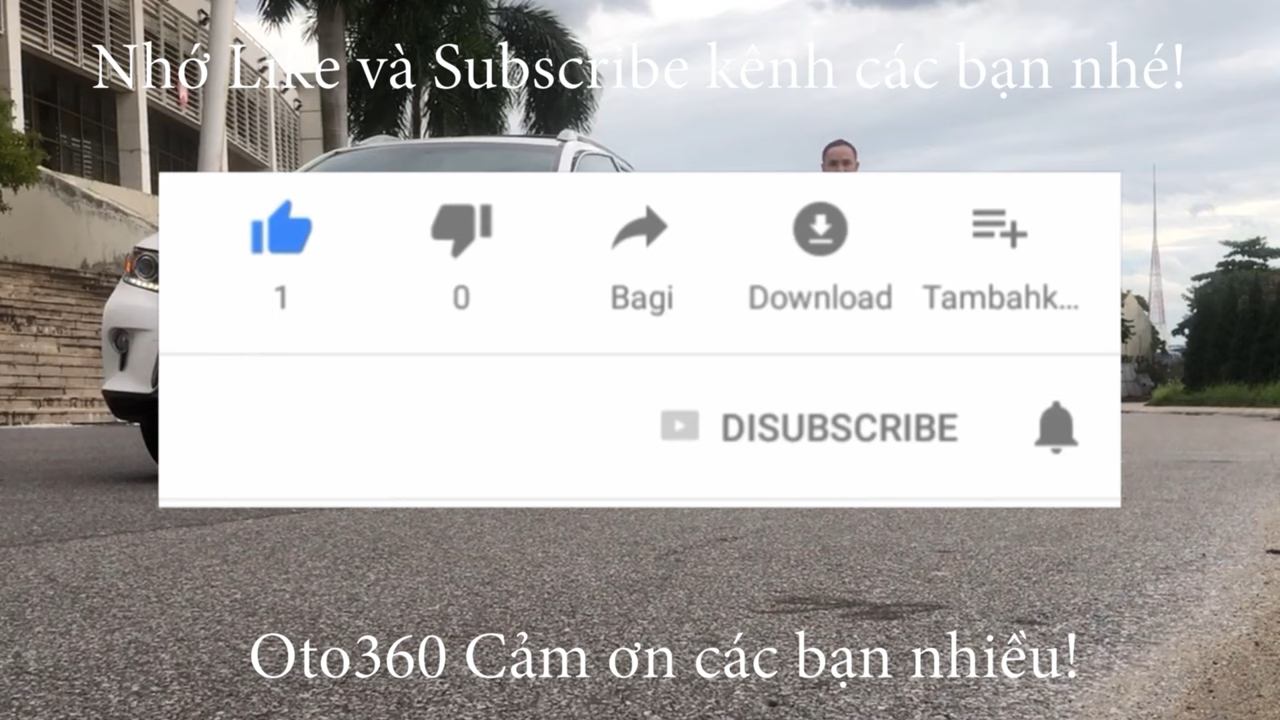 Nhớ Like và Subscribe kênh các bạn nhé!
1 0 Bagi Download Tambahk...
DISUBSCRIBE
Oto360 Cảm ơn các bạn nhiều!